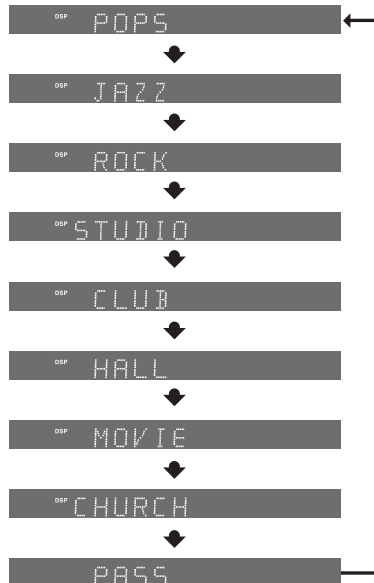 DSP POPS
DSP JAZZ
DSP ROCK
DSP STUDIO
DSP CLUB
DSP HALL
DSP MOVIE
DSP CHURCH
PASS